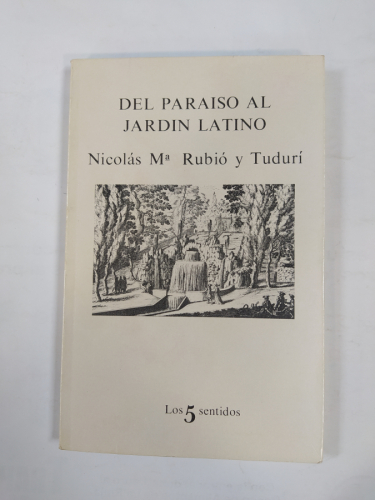 DEL PARAISO AL
JARDIN LATINO
Nicolás Mª Rubió y Tudurí
Los 5 sentidos